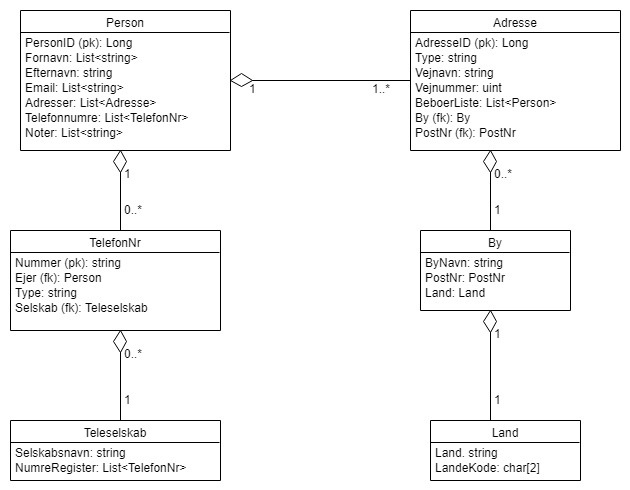 Person
PersonID (pk): Long
Fornavn: List<string>
Efternavn: string
Email: List<string>
Adresser: List<Adresse>
Telefonnumre: List<TelefonNr>
Noter: List<string>
1
1..*
Adresse
AdresseID (pk): Long
Type: string
Vejnavn: string
Vejnummer: uint
BeboerListe: List<Person>
By (fk): By
PostNr (fk): PostNr
1
0..*
0..*
1
TelefonNr
Nummer (pk): string
Ejer (fk): Person
Type: string
Selskab (fk): Teleselskab
By
ByNavn: string
PostNr: PostNr
Land: Land
0..*
1
1
1
Teleselskab
Selskabsnavn: string
NumreRegister: List<TelefonNr>
Land
Land. string
LandeKode: char[2]